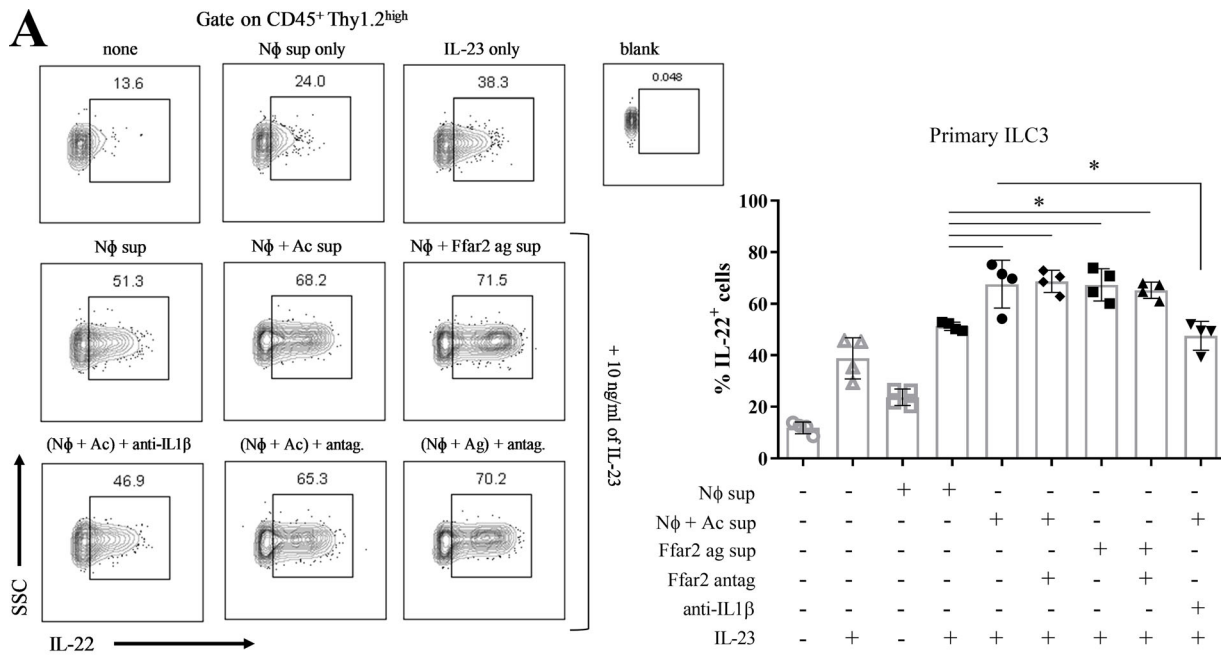 A
Gate on CD45⁺ Thy1.2ʰⁱᵍʰ
none Nϕ sup only IL-23 only blank
13.6 24.0 38.3 0.048
Nϕ sup Nϕ + Ac sup Nϕ + Ffar2 ag sup
51.3 68.2 71.5
(Nϕ + Ac) + anti-IL1β (Nϕ + Ac) + antag. (Nϕ + Ag) + antag.
46.9 65.3 70.2
+ 10 ng/ml of IL-23
SSC
IL-22
Primary ILC3
*
*
% IL-22⁺ cells
100
80
60
40
20
0
Nϕ sup - - + + - - - - -
Nϕ + Ac sup - - - - + + - - +
Ffar2 ag sup - - - - - - + + -
Ffar2 antag - - - - - + - + -
anti-IL1β - - - - - - - - +
IL-23 - + - + + + + + +